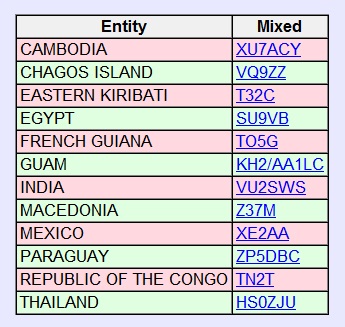 Entity Mixed
CAMBODIA XU7ACY
CHAGOS ISLAND VQ9ZZ
EASTERN KIRIBATI T32C
EGYPT SU9VB
FRENCH GUIANA TO5G
GUAM KH2/AA1LC
INDIA VU2SWS
MACEDONIA Z37M
MEXICO XE2AA
PARAGUAY ZP5DBC
REPUBLIC OF THE CONGO TN2T
THAILAND HS0ZJU